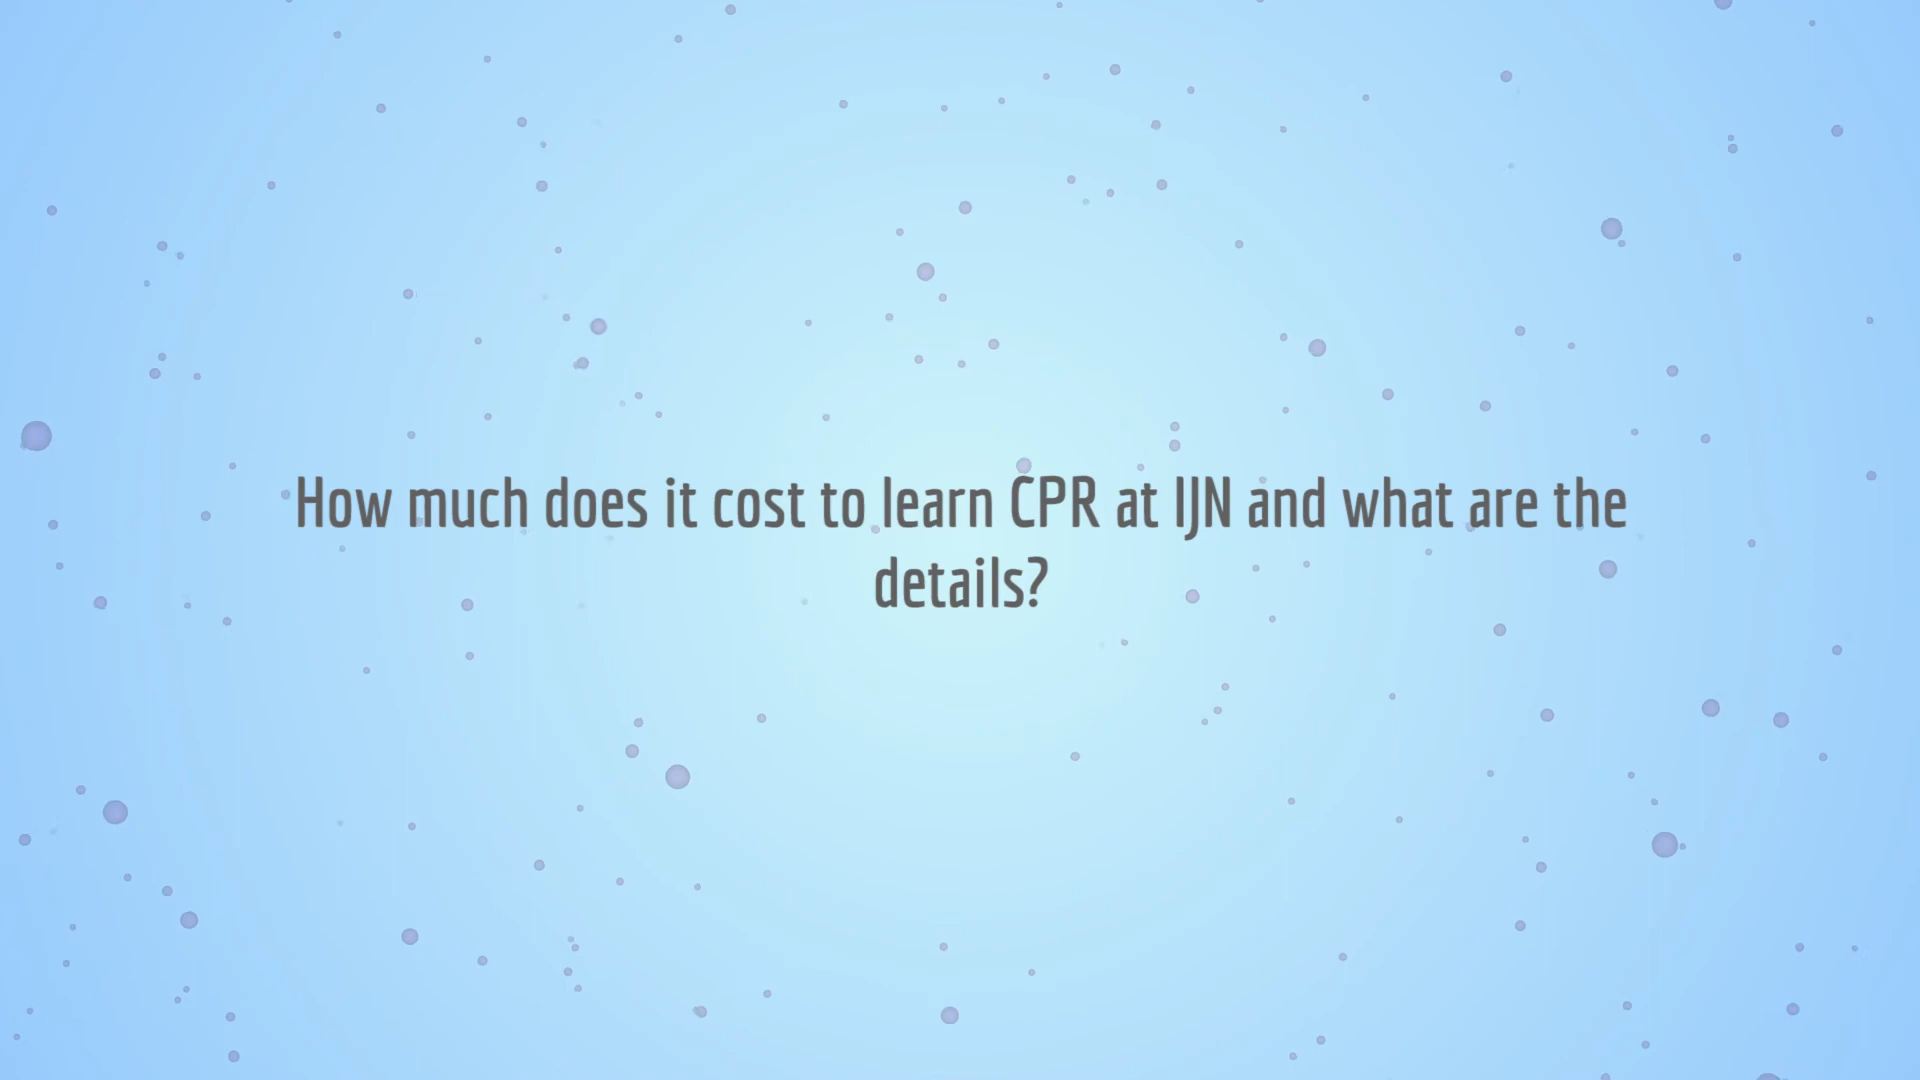 How much does it cost to learn CPR at IJN and what are the
details?